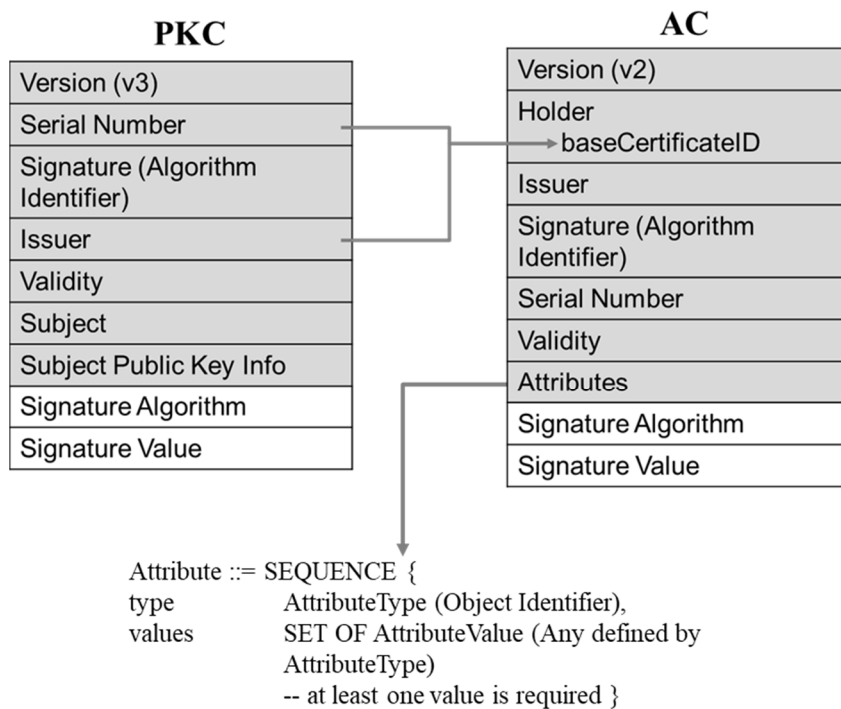 PKC
Version (v3)
Serial Number
Signature (Algorithm
Identifier)
Issuer
Validity
Subject
Subject Public Key Info
Signature Algorithm
Signature Value
AC
Version (v2)
Holder
baseCertificateID
Issuer
Signature (Algorithm
Identifier)
Serial Number
Validity
Attributes
Signature Algorithm
Signature Value
Attribute ::= SEQUENCE {
type AttributeType (Object Identifier),
values SET OF AttributeValue (Any defined by
AttributeType)
-- at least one value is required }